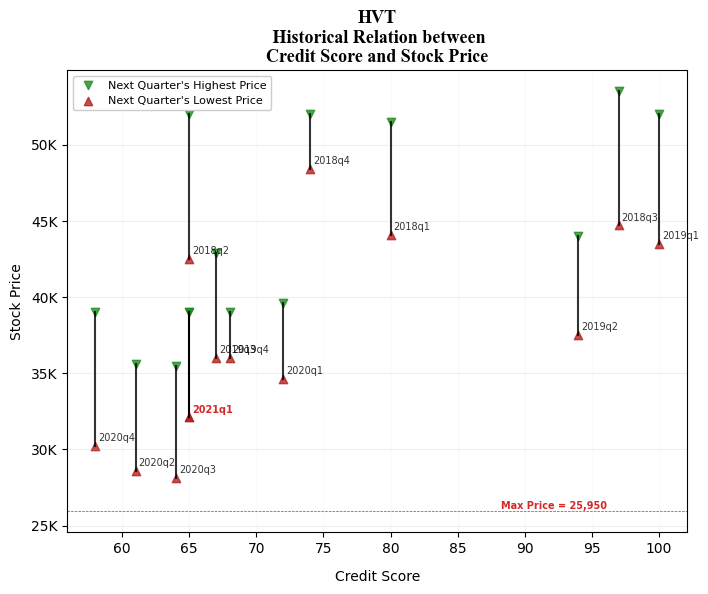 HVT
Historical Relation between
Credit Score and Stock Price
Next Quarter's Highest Price
Next Quarter's Lowest Price
50K
45K
40K
35K
30K
25K
Stock Price
2018q4
2018q1
2018q3
2019q1
2018q2
2019q2
2019q3
2019q4
2020q1
2021q1
2020q4
2020q2
2020q3
Max Price = 25,950
60
65
70
75
80
85
90
95
100
Credit Score